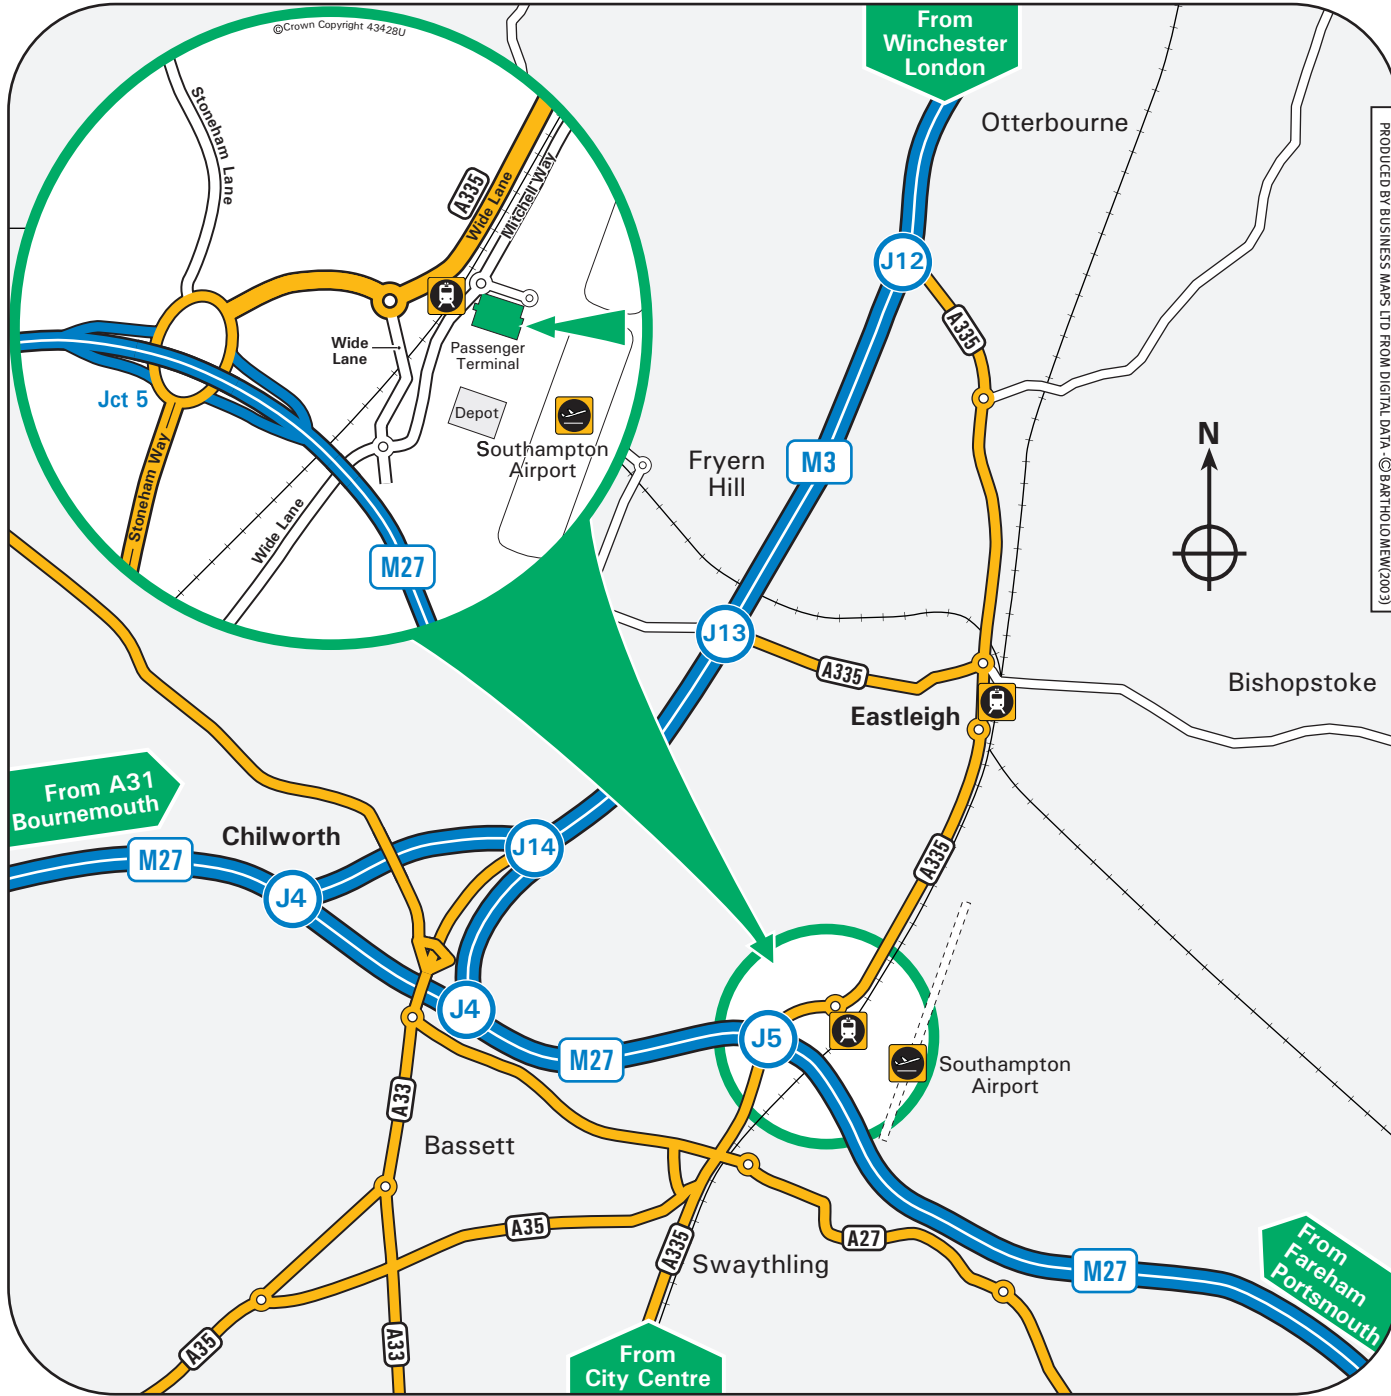 ©Crown Copyright 43428U
From
Winchester
London
Otterbourne
PRODUCED BY BUSINESS MAPS LTD FROM DIGITAL DATA - © BARTHOLOMEW(2003)
Stoneham Lane
A335
Wide Lane
Mitchell Way
J12
A335
Wide
Lane
Passenger
Terminal
Jct 5
Depot
Southampton
Airport
Stoneham Way
Wide Lane
M27
Fryern
Hill
M3
N
J13
A335
Bishopstoke
Eastleigh
From A31
Bournemouth
Chilworth
M27
J14
J4
A335
J4
J5
M27
Southampton
Airport
A33
Bassett
A35
A335
Swaythling
A27
M27
From
Fareham
Portsmouth
A35
A33
From
City Centre